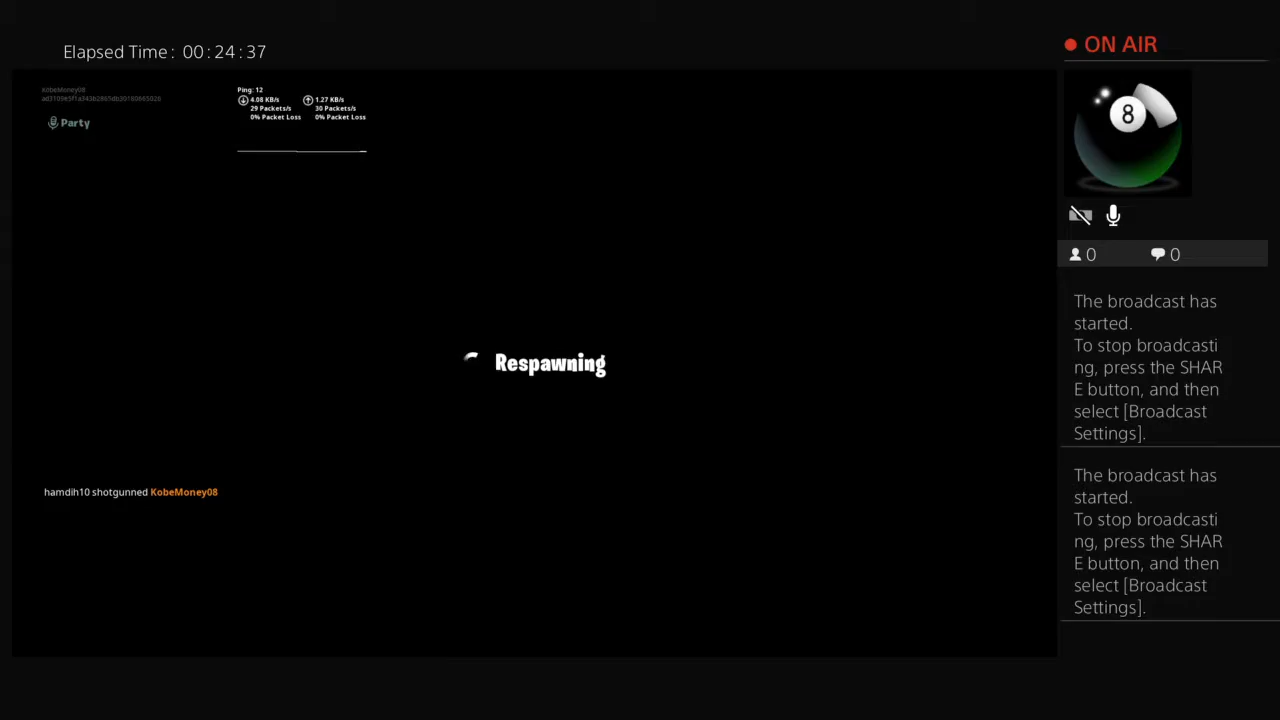 Elapsed Time: 00:24:37
ON AIR
KobeMoney08
Ping: 12
4.08 KB/s 1.27 KB/s
29 Packets/s 30 Packets/s
0% Packet Loss 0% Packet Loss
Party
8
0 0
The broadcast has
started.
To stop broadcasti
ng, press the SHAR
E button, and then
select [Broadcast
Settings].
Respawning
The broadcast has
started.
To stop broadcasti
ng, press the SHAR
E button, and then
select [Broadcast
Settings].
hamdih10 shotgunned KobeMoney08